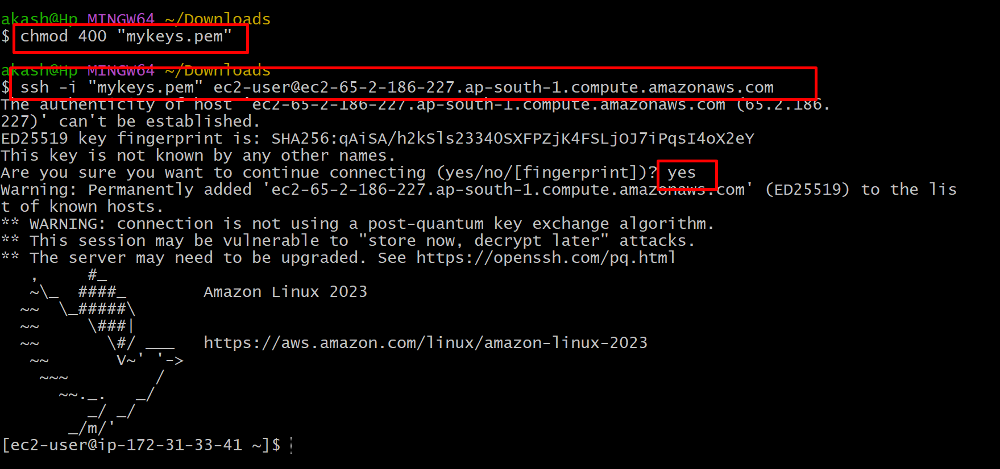 akash@Hp MINGW64 ~/Downloads
$ chmod 400 "mykeys.pem"
akash@Hp MINGW64 ~/Downloads
$ ssh -i "mykeys.pem" ec2-user@ec2-65-2-186-227.ap-south-1.compute.amazonaws.com
The authenticity of host 'ec2-65-2-186-227.ap-south-1.compute.amazonaws.com (65.2.186.
227)' can't be established.
ED25519 key fingerprint is: SHA256:qAiSA/h2kSls2334OSXFPZjK4FSLjOJ7iPqsI4oX2eY
This key is not known by any other names.
Are you sure you want to continue connecting (yes/no/[fingerprint])? yes
Warning: Permanently added 'ec2-65-2-186-227.ap-south-1.compute.amazonaws.com' (ED25519) to the lis
t of known hosts.
** WARNING: connection is not using a post-quantum key exchange algorithm.
** This session may be vulnerable to "store now, decrypt later" attacks.
** The server may need to be upgraded. See https://openssh.com/pq.html
   ,     #_
   ~\_  ####_        Amazon Linux 2023
  ~~  \_#####\
  ~~     \###|
  ~~       \#/ ___   https://aws.amazon.com/linux/amazon-linux-2023
   ~~       V~' '->
    ~~~         /
      ~~._.   _/
         _/ _/
       _/m/'
[ec2-user@ip-172-31-33-41 ~]$